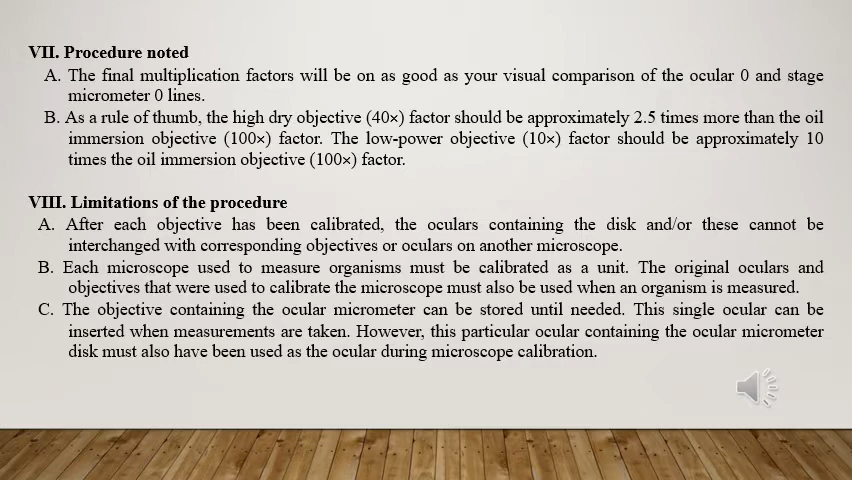 VII. Procedure noted
A. The final multiplication factors will be on as good as your visual comparison of the ocular 0 and stage
micrometer 0 lines.
B. As a rule of thumb, the high dry objective (40×) factor should be approximately 2.5 times more than the oil
immersion objective (100×) factor. The low-power objective (10×) factor should be approximately 10
times the oil immersion objective (100×) factor.
VIII. Limitations of the procedure
A. After each objective has been calibrated, the oculars containing the disk and/or these cannot be
interchanged with corresponding objectives or oculars on another microscope.
B. Each microscope used to measure organisms must be calibrated as a unit. The original oculars and
objectives that were used to calibrate the microscope must also be used when an organism is measured.
C. The objective containing the ocular micrometer can be stored until needed. This single ocular can be
inserted when measurements are taken. However, this particular ocular containing the ocular micrometer
disk must also have been used as the ocular during microscope calibration.